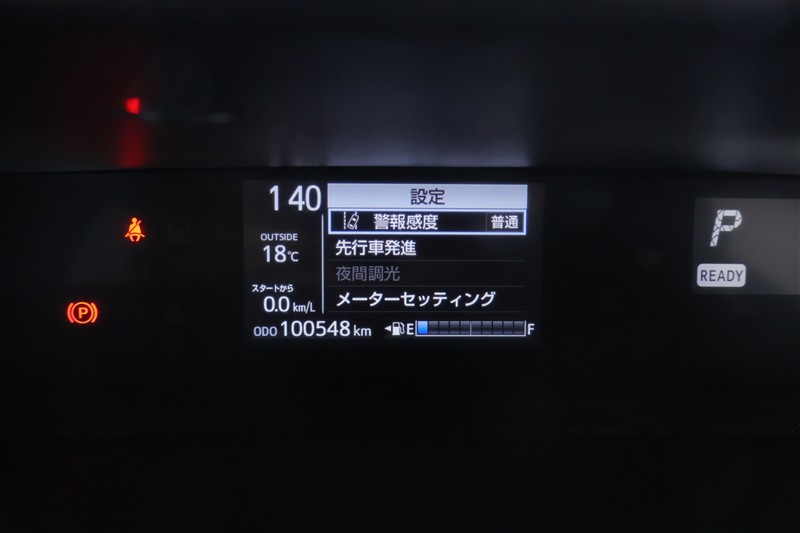 1:40
設定
警報感度 普通
OUTSIDE
18℃
先行車発進
夜間調光
スタートから
0.0 km/L
メーターセッティング
ODO 100548 km
E F
P
READY
(P)